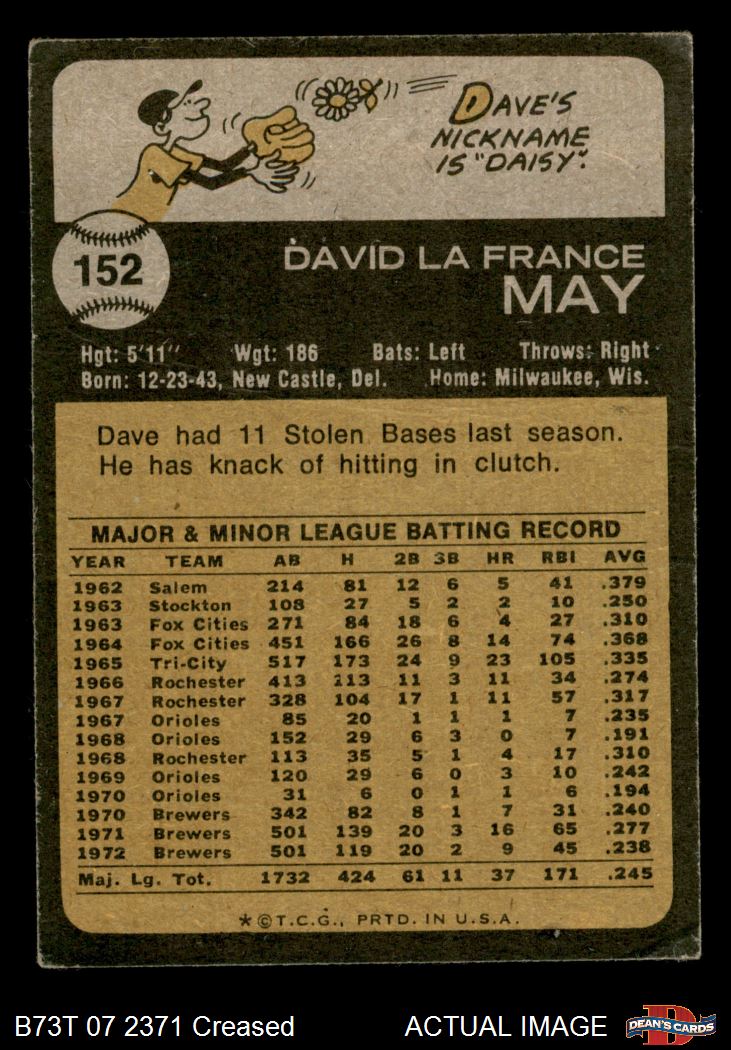 DAVE'S
NICKNAME
IS "DAISY".
152
DAVID LA FRANCE
MAY
Hgt: 5'11" Wgt: 186 Bats: Left Throws: Right
Born: 12-23-43, New Castle, Del. Home: Milwaukee, Wis.
Dave had 11 Stolen Bases last season.
He has knack of hitting in clutch.
MAJOR & MINOR LEAGUE BATTING RECORD
YEAR TEAM AB H 2B 3B HR RBI AVG
1962 Salem 214 81 12 6 5 41 .379
1963 Stockton 108 27 5 2 2 10 .250
1963 Fox Cities 271 84 18 6 4 27 .310
1964 Fox Cities 451 166 26 8 14 74 .368
1965 Tri-City 517 173 24 9 23 105 .335
1966 Rochester 413 113 11 3 11 34 .274
1967 Rochester 328 104 17 1 11 57 .317
1967 Orioles 85 20 1 1 1 7 .235
1968 Orioles 152 29 6 3 0 7 .191
1968 Rochester 113 35 5 1 4 17 .310
1969 Orioles 120 29 6 0 3 10 .242
1970 Orioles 31 6 0 1 1 6 .194
1970 Brewers 342 82 8 1 7 31 .240
1971 Brewers 501 139 20 3 16 65 .277
1972 Brewers 501 119 20 2 9 45 .238
Maj. Lg. Tot. 1732 424 61 11 37 171 .245
*©T.C.G., PRTD. IN U.S.A.
B73T 07 2371 Creased ACTUAL IMAGE
D
DEAN'S CARDS